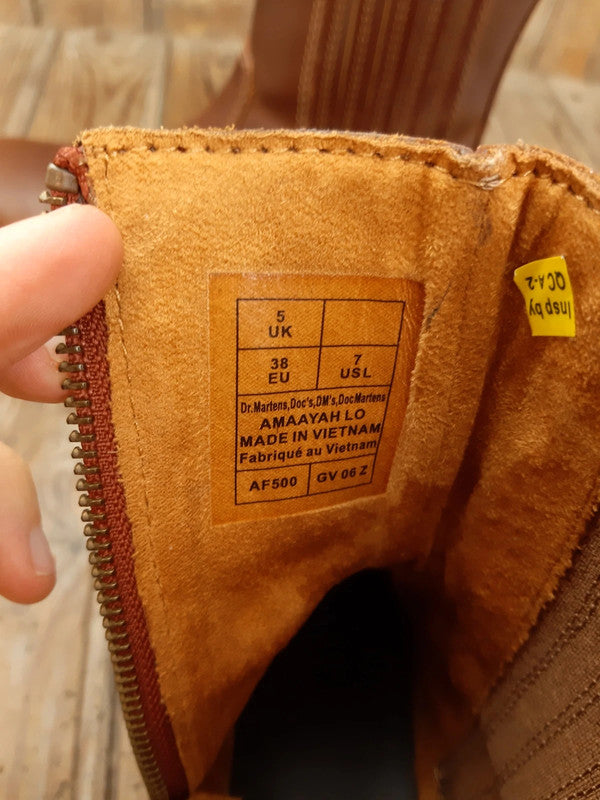 5
UK
38
EU
7
USL
Dr.Martens,Doc's,DM's,DocMartens
AMAAYAH LO
MADE IN VIETNAM
Fabriqué au Vietnam
AF500
GV 06 Z
Insp by
QCA-2